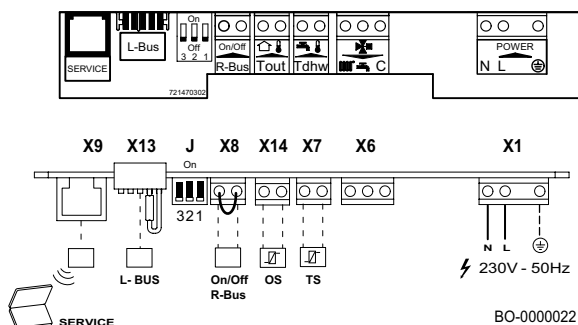 On
Off
3 2 1
SERVICE
L-Bus
On/Off
R-Bus
Tout
Tdhw
C
POWER
N L
721470302
X9 X13 J X8 X14 X7 X6 X1
On
321
N L
L- BUS
On/Off
R-Bus
OS
TS
230V - 50Hz
SERVICE
BO-0000022